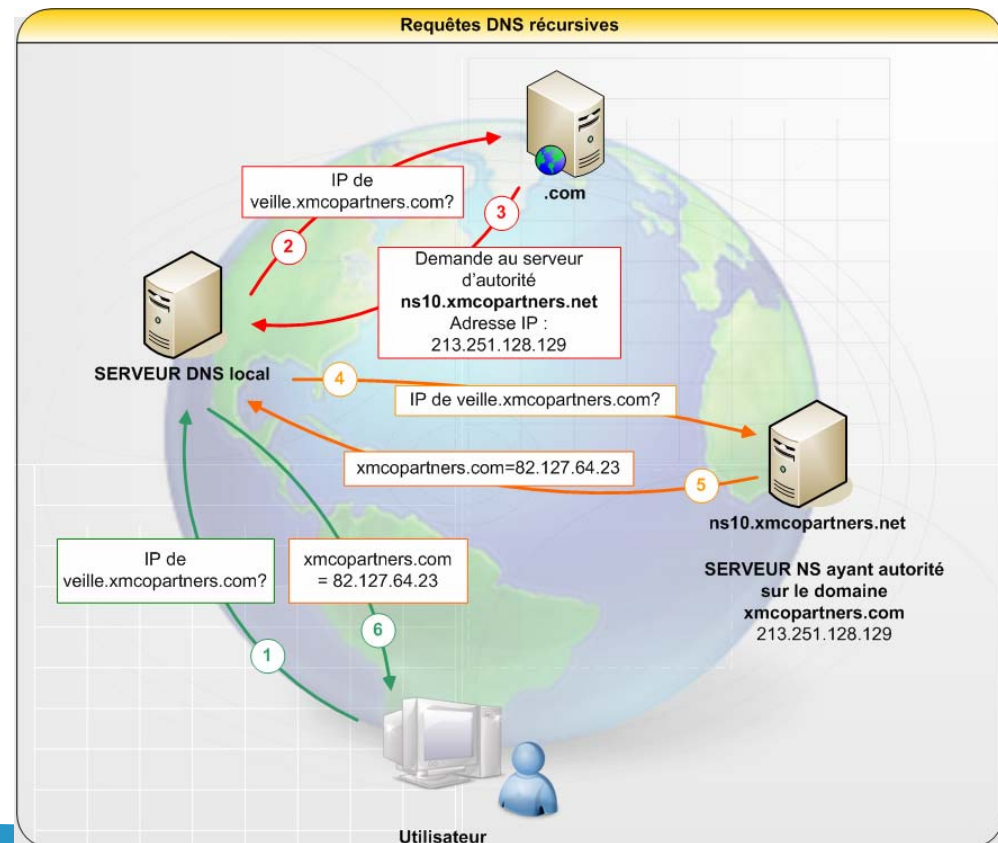 Requêtes DNS récursives
.com
IP de
veille.xmcopartners.com?
2
3
Demande au serveur
d'autorité
ns10.xmcopartners.net
Adresse IP :
213.251.128.129
SERVEUR DNS local
4
IP de veille.xmcopartners.com?
xmcopartners.com=82.127.64.23
5
ns10.xmcopartners.net
SERVEUR NS ayant autorité
sur le domaine
xmcopartners.com
213.251.128.129
IP de
veille.xmcopartners.com?
xmcopartners.com
= 82.127.64.23
6
1
Utilisateur